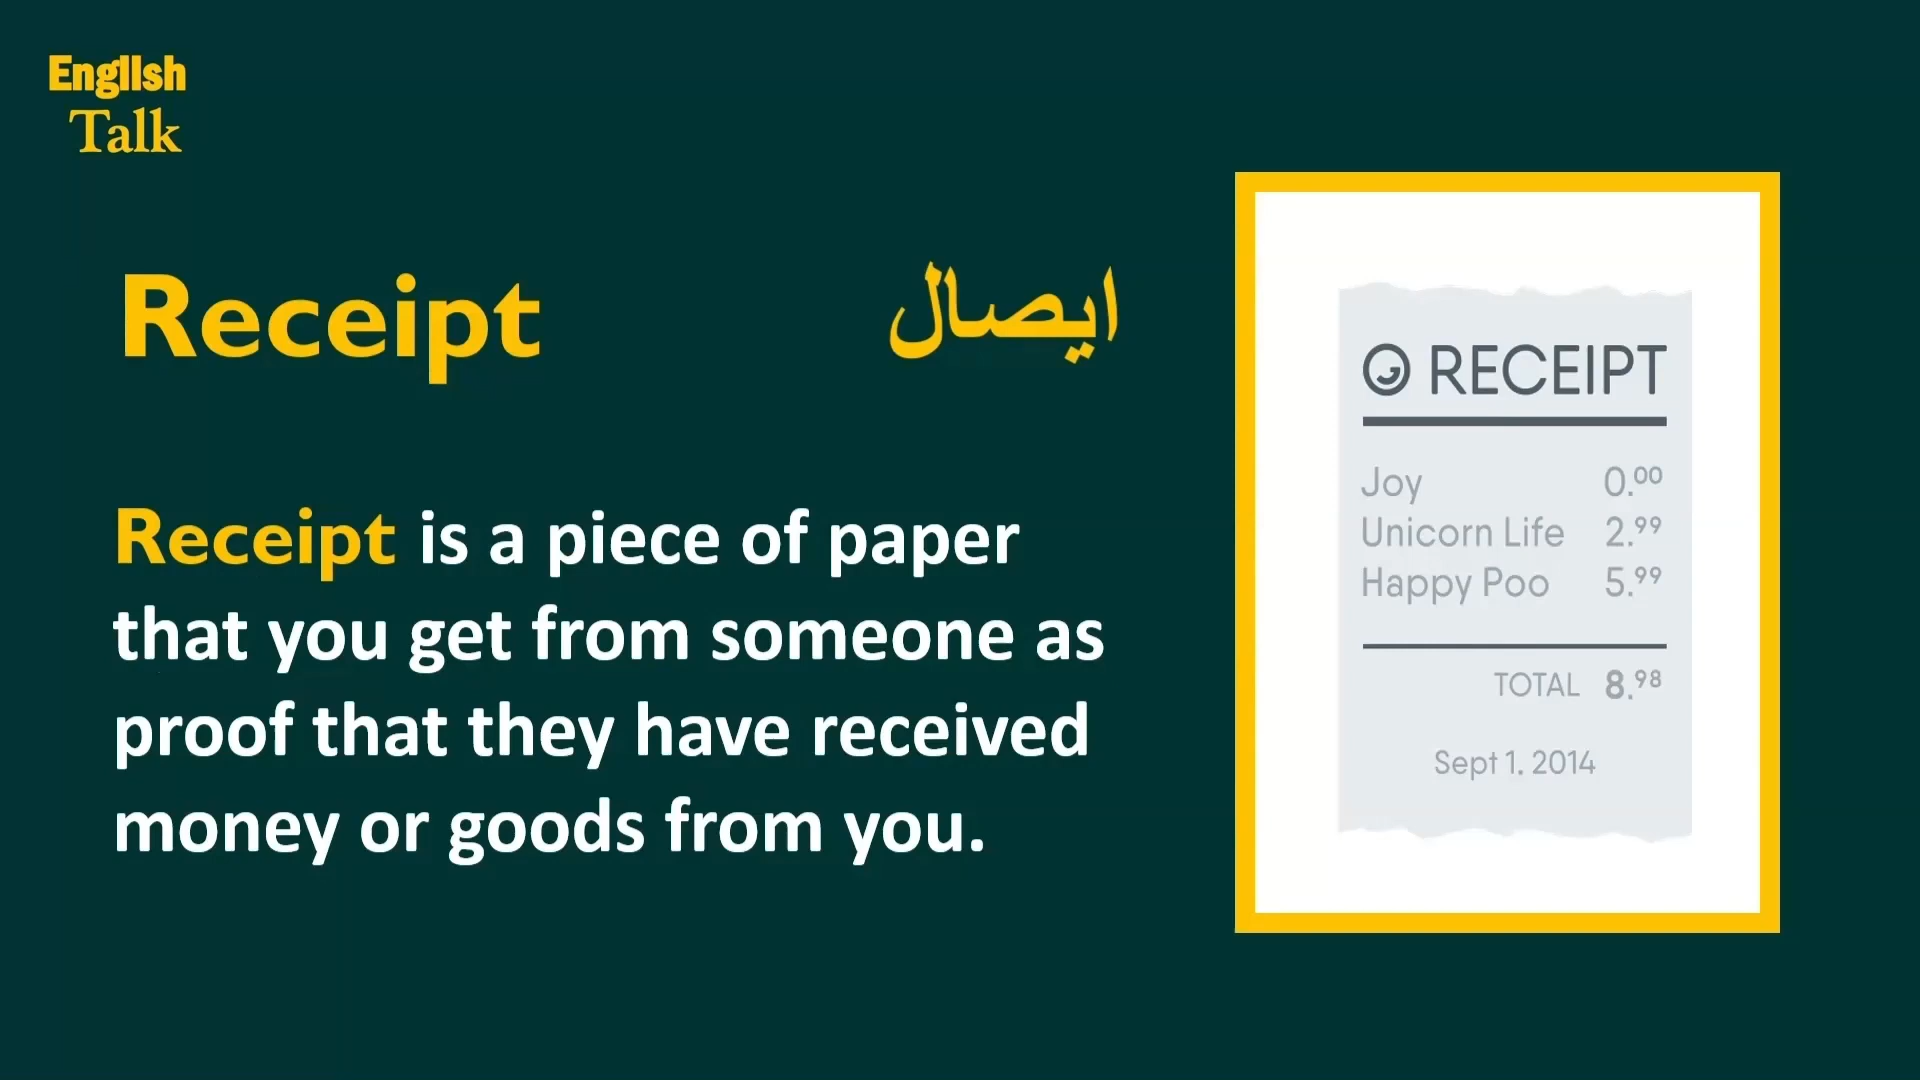 English
Talk
Receipt
ايصال
Receipt is a piece of paper
that you get from someone as
proof that they have received
money or goods from you.
RECEIPT
Joy 0.00
Unicorn Life 2.99
Happy Poo 5.99
TOTAL 8.98
Sept 1. 2014